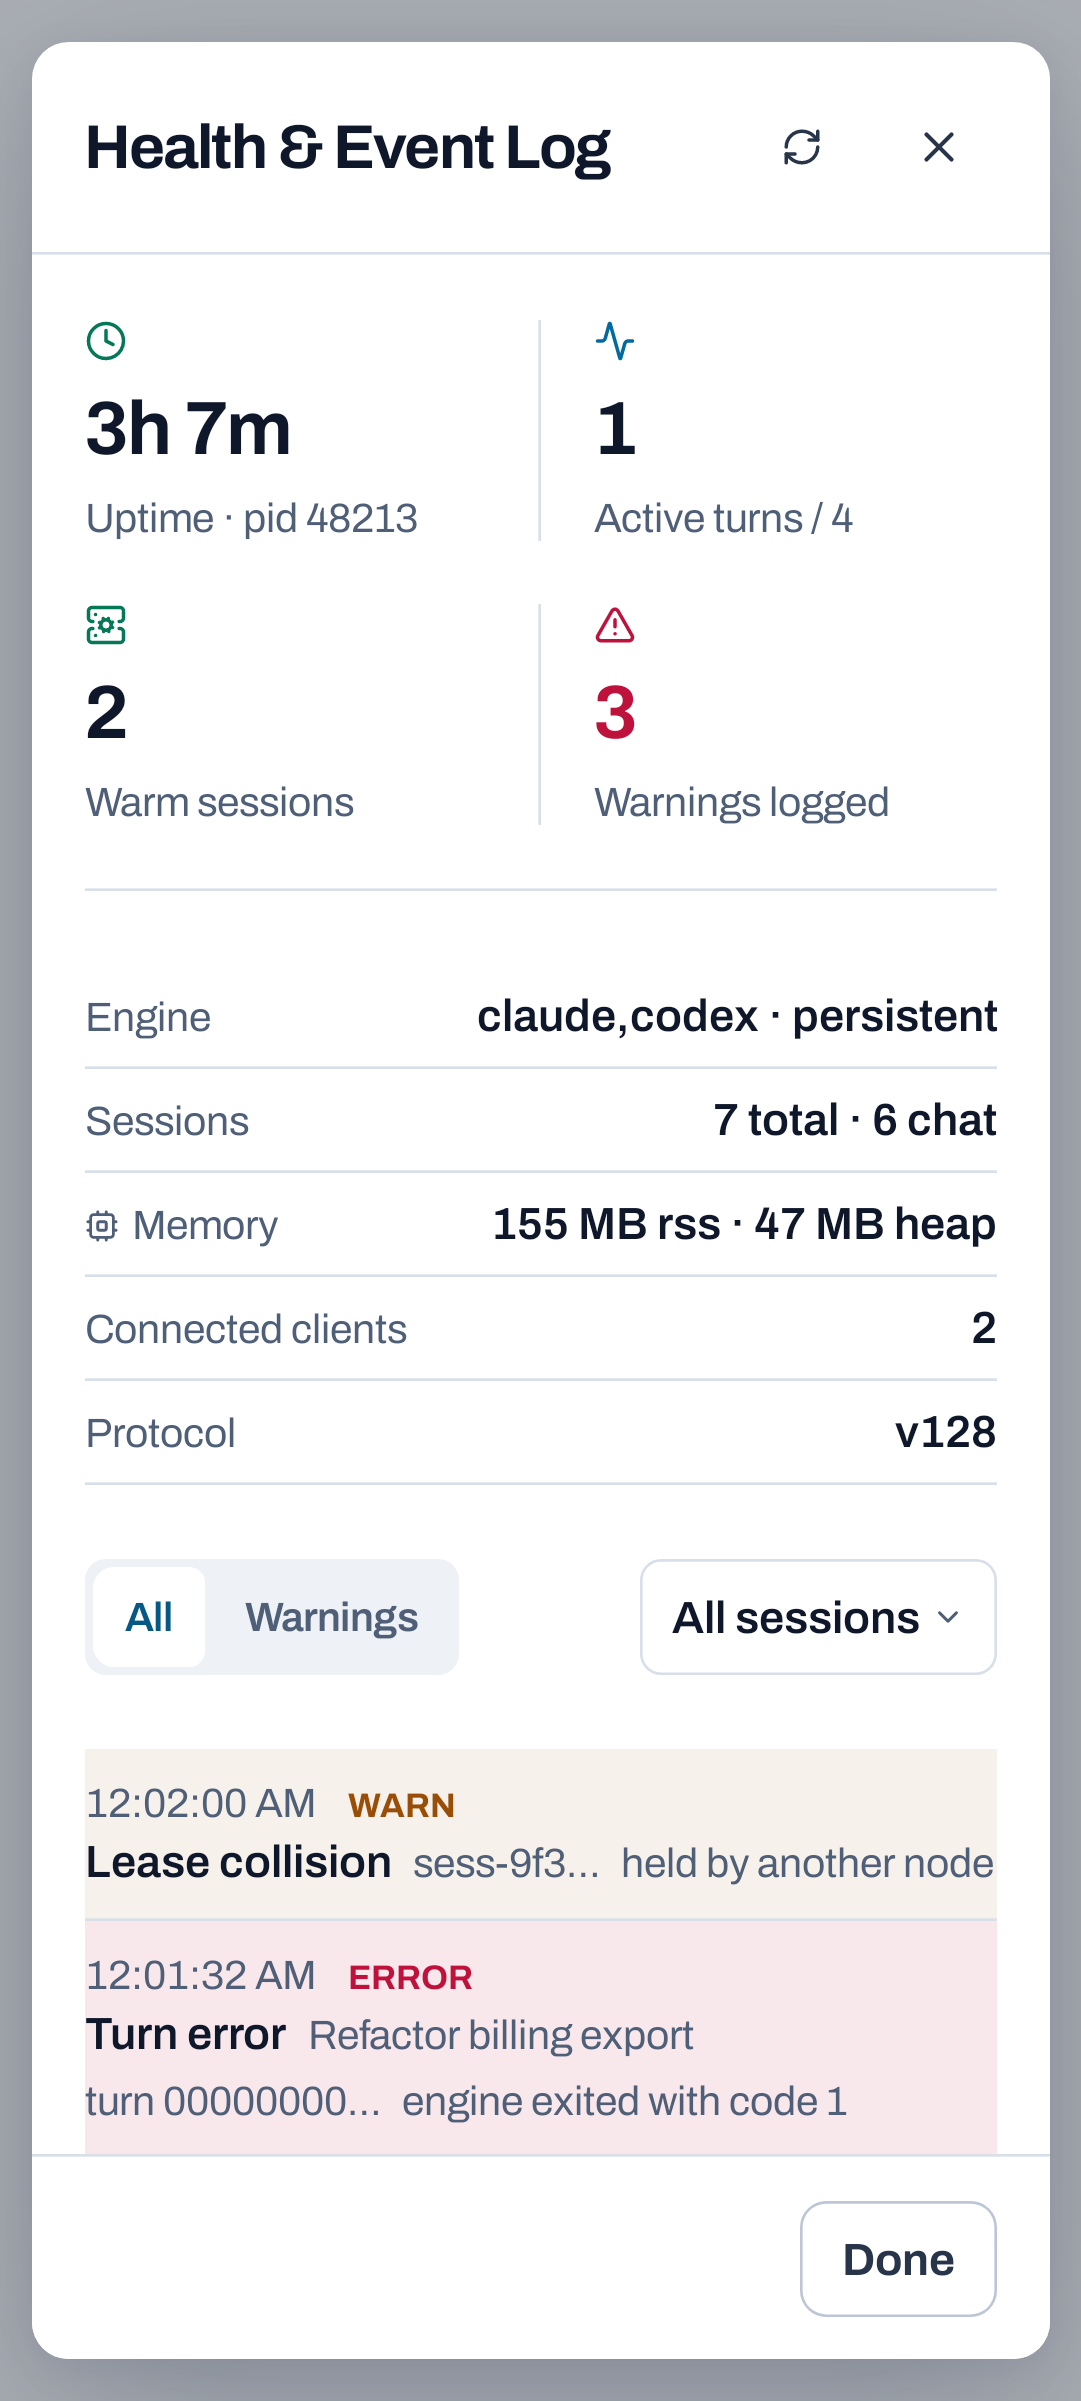 Health & Event Log
3h 7m
Uptime · pid 48213
1
Active turns / 4
2
Warm sessions
3
Warnings logged
Engine claude,codex · persistent
Sessions 7 total · 6 chat
Memory 155 MB rss · 47 MB heap
Connected clients 2
Protocol v128
All Warnings All sessions
12:02:00 AM WARN
Lease collision sess-9f3... held by another node
12:01:32 AM ERROR
Turn error Refactor billing export
turn 00000000... engine exited with code 1
Done